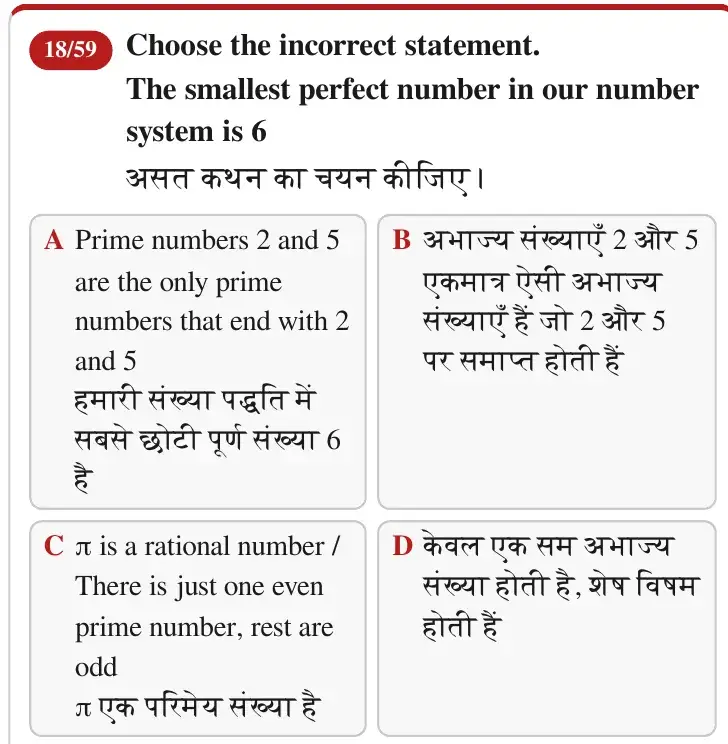 18/59 Choose the incorrect statement.
The smallest perfect number in our number
system is 6
असत कथन का चयन कीजिए।
A Prime numbers 2 and 5
are the only prime
numbers that end with 2
and 5
हमारी संख्या पद्धति में
सबसे छोटी पूर्ण संख्या 6
है
B अभाज्य संख्याएँ 2 और 5
एकमात्र ऐसी अभाज्य
संख्याएँ हैं जो 2 और 5
पर समाप्त होती हैं
C π is a rational number /
There is just one even
prime number, rest are
odd
π एक परिमेय संख्या है
D केवल एक सम अभाज्य
संख्या होती है, शेष विषम
होती हैं